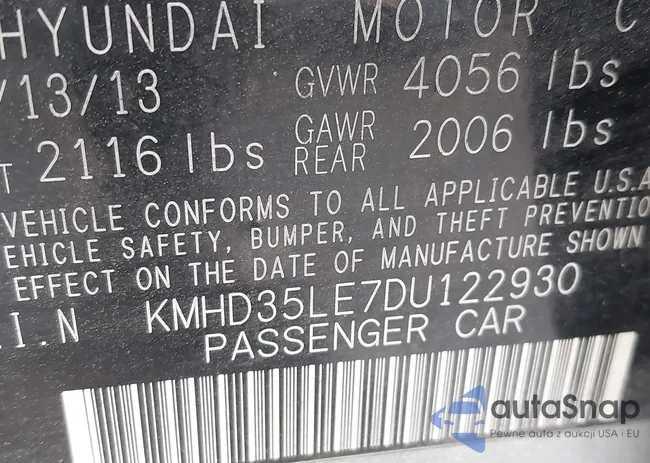 HYUNDAI MOTOR C
/13/13 GVWR 4056 lbs
T 2116 lbs GAWR REAR 2006 lbs
VEHICLE CONFORMS TO ALL APPLICABLE U.S.A
EHICLE SAFETY, BUMPER, AND THEFT PREVENTIO
EFFECT ON THE DATE OF MANUFACTURE SHOWN
.I.N KMHD35LE7DU122930
PASSENGER CAR
autaSnap
Pewne auta z aukcji USA i EU